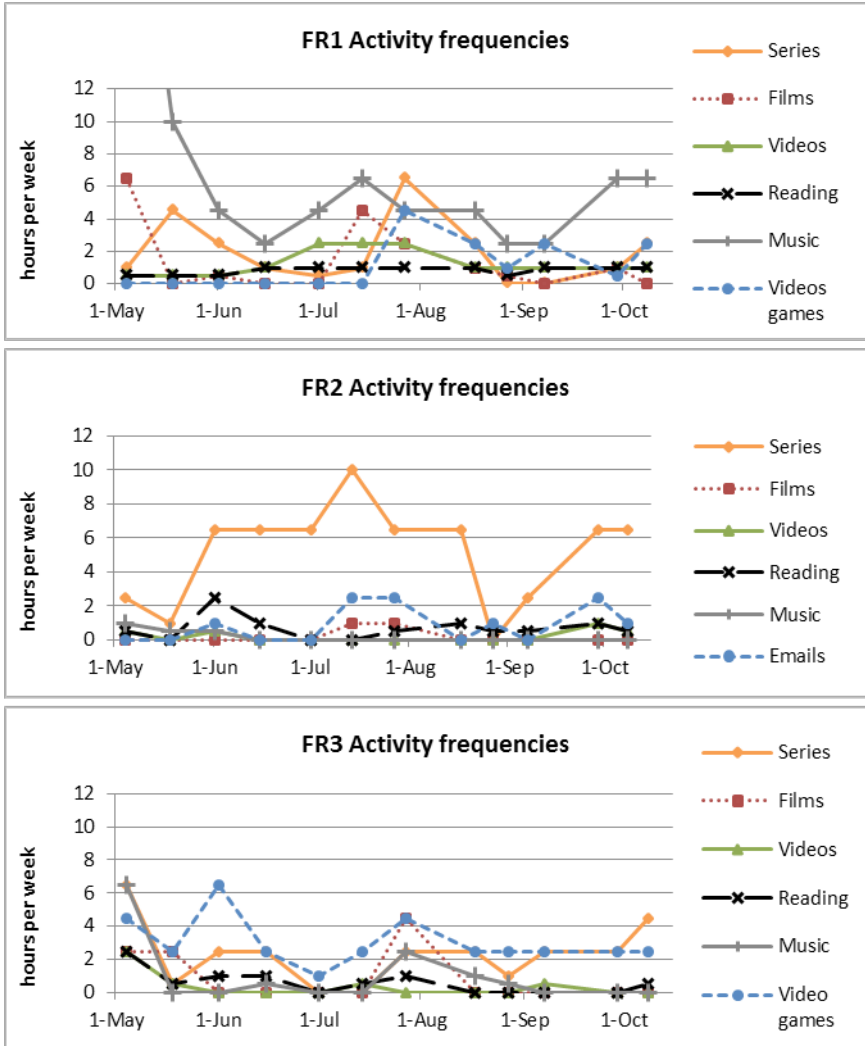 FR1 Activity frequencies
hours per week
12
10
8
6
4
2
0
1-May 1-Jun 1-Jul 1-Aug 1-Sep 1-Oct
Series
Films
Videos
Reading
Music
Videos
games
FR2 Activity frequencies
hours per week
12
10
8
6
4
2
0
1-May 1-Jun 1-Jul 1-Aug 1-Sep 1-Oct
Series
Films
Videos
Reading
Music
Emails
FR3 Activity frequencies
hours per week
12
10
8
6
4
2
0
1-May 1-Jun 1-Jul 1-Aug 1-Sep 1-Oct
Series
Films
Videos
Reading
Music
Video
games